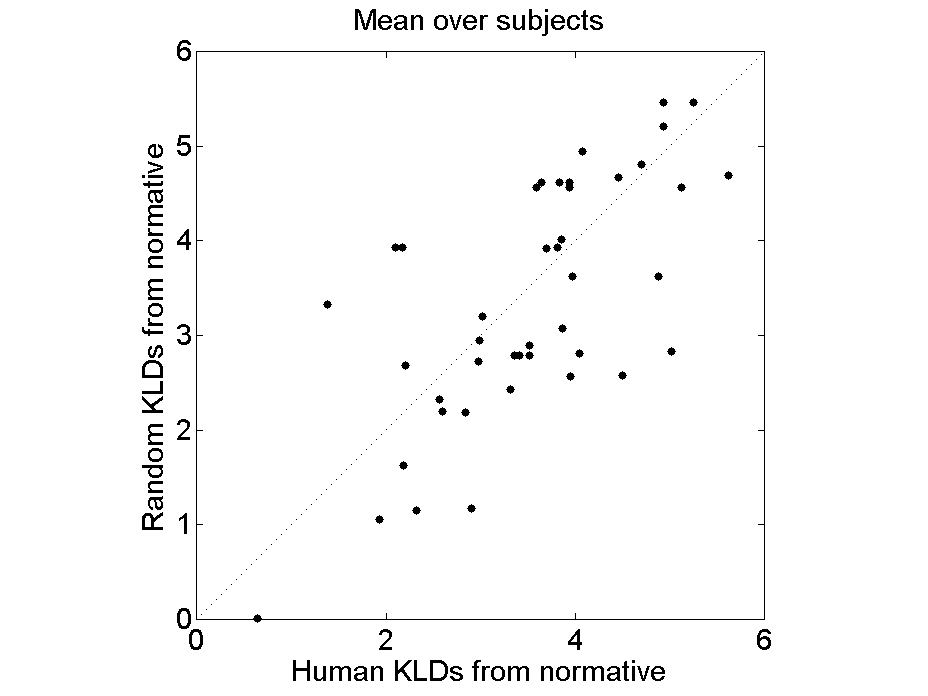 Mean over subjects
Random KLDs from normative
6
5
4
3
2
1
0
0 2 4 6
Human KLDs from normative